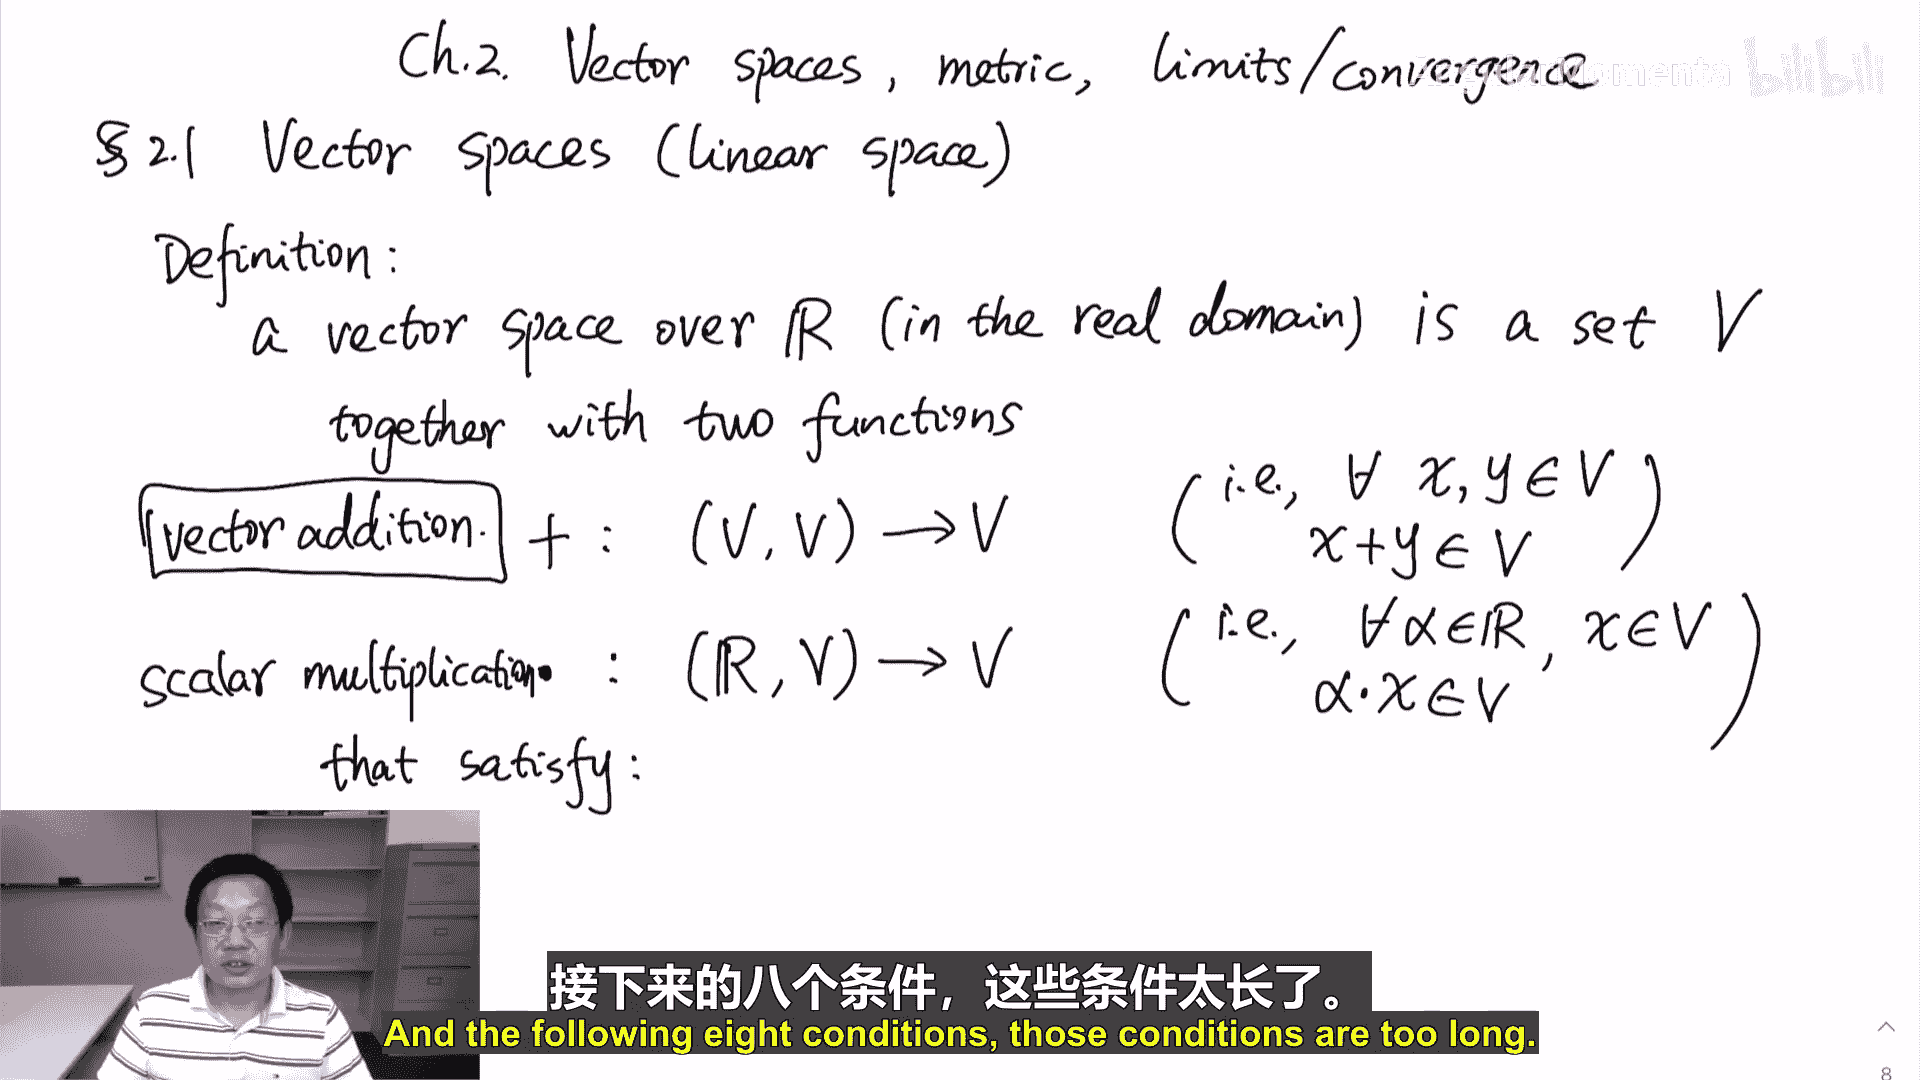 Ch.2. Vector spaces, metric, limits/convergence
AngularMomenta bilibili
§ 2.1 Vector spaces (linear space)
Definition:
a vector space over ℝ (in the real domain) is a set V
together with two functions
vector addition. + : (V, V) → V (i.e., ∀ x, y ∈ V
x+y ∈ V)
scalar multiplication • : (ℝ, V) → V (i.e., ∀ α ∈ ℝ, x ∈ V
α·x ∈ V)
that satisfy:
接下来的八个条件，这些条件太长了。
And the following eight conditions, those conditions are too long.
8